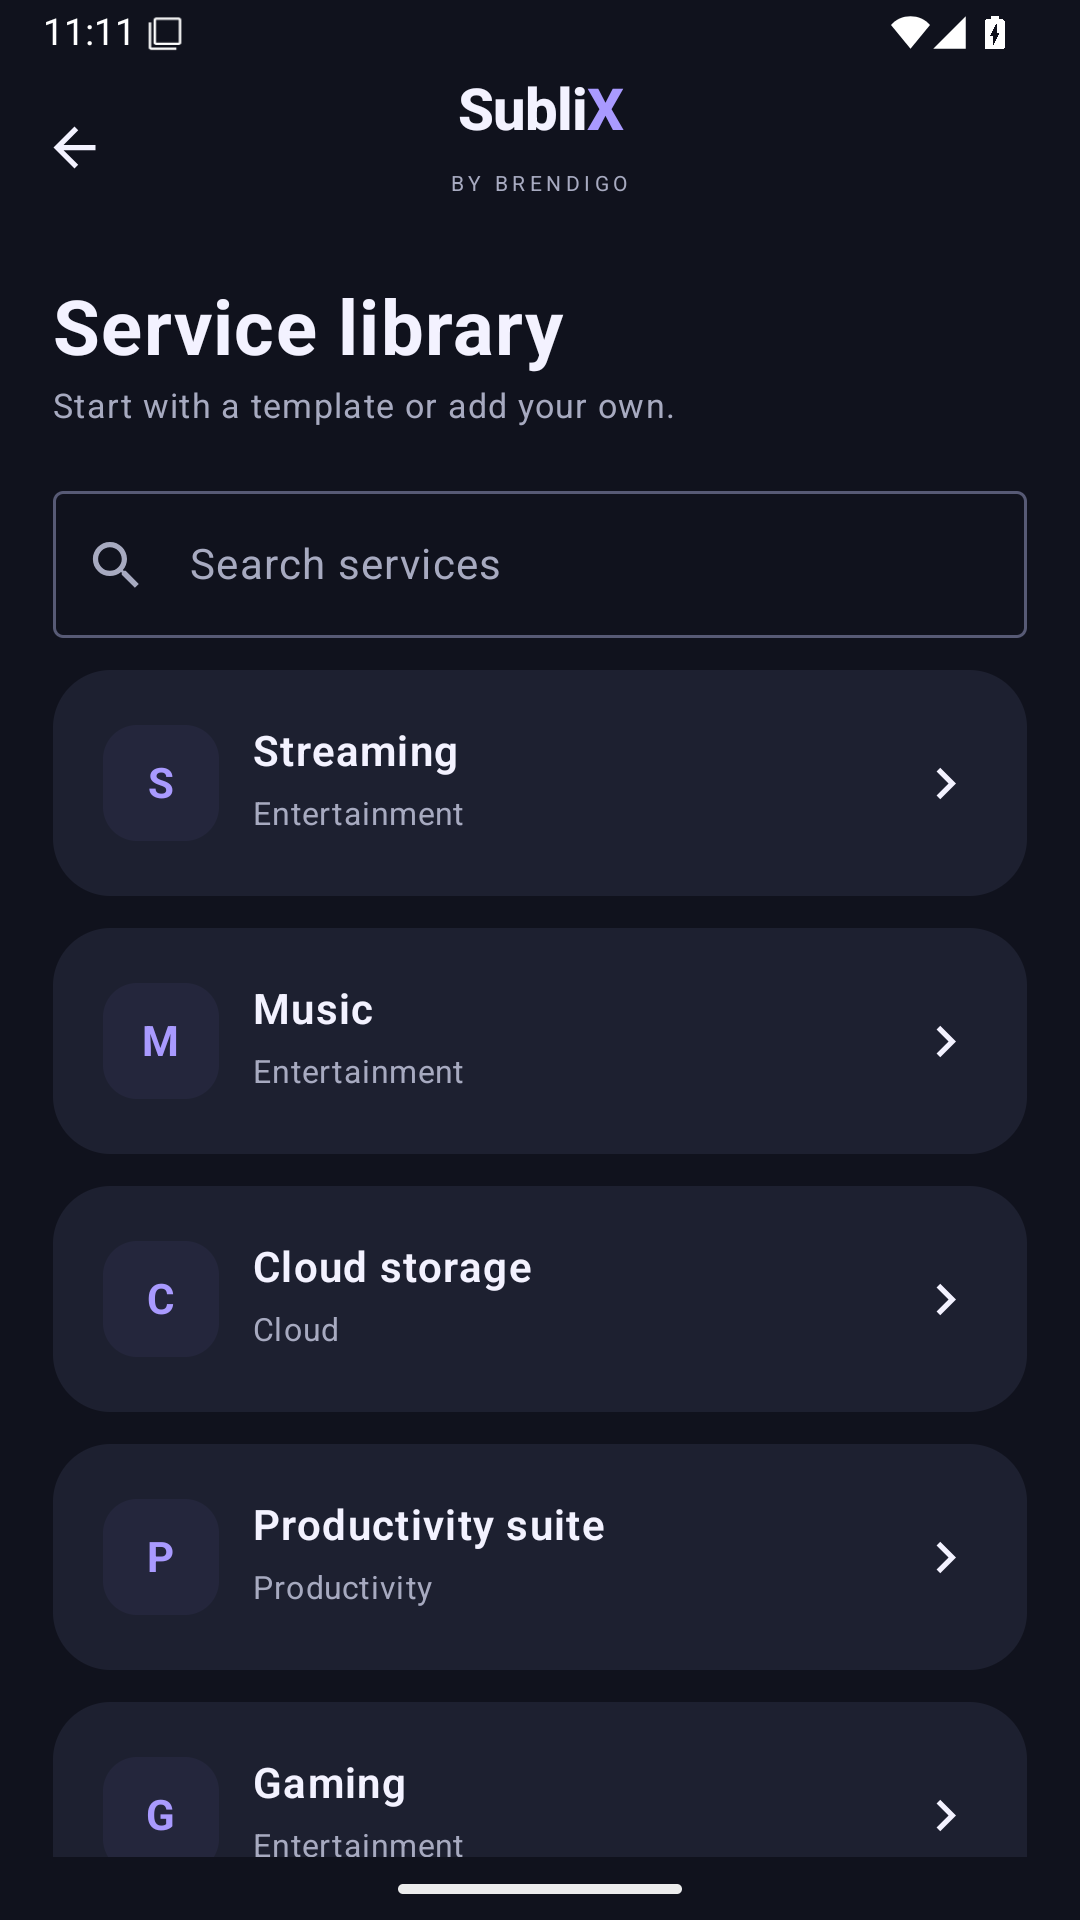 11:11
SubliX
BY BRENDIGO
Service library
Start with a template or add your own.
Search services
S
Streaming
Entertainment
M
Music
Entertainment
C
Cloud storage
Cloud
P
Productivity suite
Productivity
G
Gaming
Entertainment